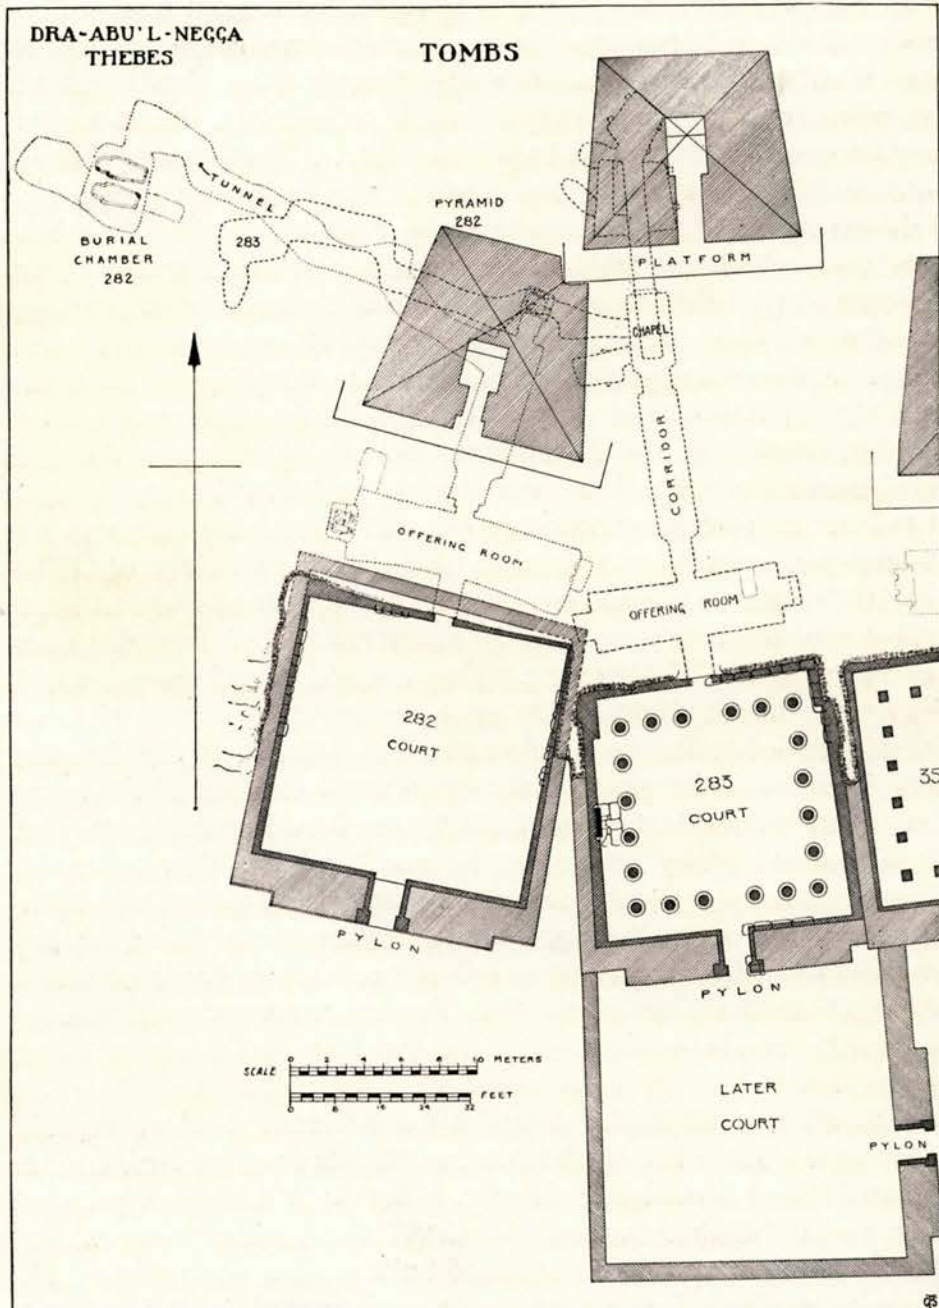 DRA-ABU'L-NEGGA
THEBES
TOMBS
TUNNEL
PYRAMID
282
BURIAL
CHAMBER
282
283
PLATFORM
CHAPEL
CORRIDOR
OFFERING ROOM
OFFERING ROOM
282
COURT
283
COURT
35
PYLON
PYLON
SCALE
0 2 4 6 8 10 METERS
0 8 16 24 32 FEET
LATER
COURT
PYLON